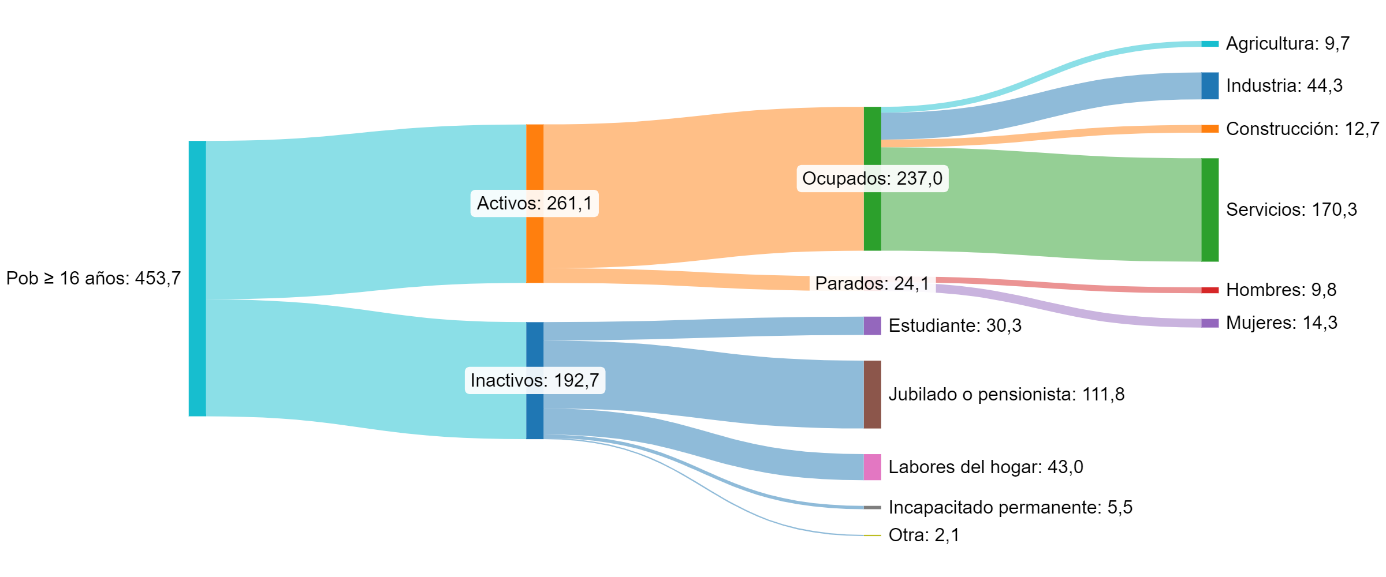 Agricultura: 9,7
Industria: 44,3
Construcción: 12,7
Ocupados: 237,0
Activos: 261,1
Servicios: 170,3
Pob ≥ 16 años: 453,7
Parados: 24,1
Hombres: 9,8
Mujeres: 14,3
Estudiante: 30,3
Inactivos: 192,7
Jubilado o pensionista: 111,8
Labores del hogar: 43,0
Incapacitado permanente: 5,5
Otra: 2,1